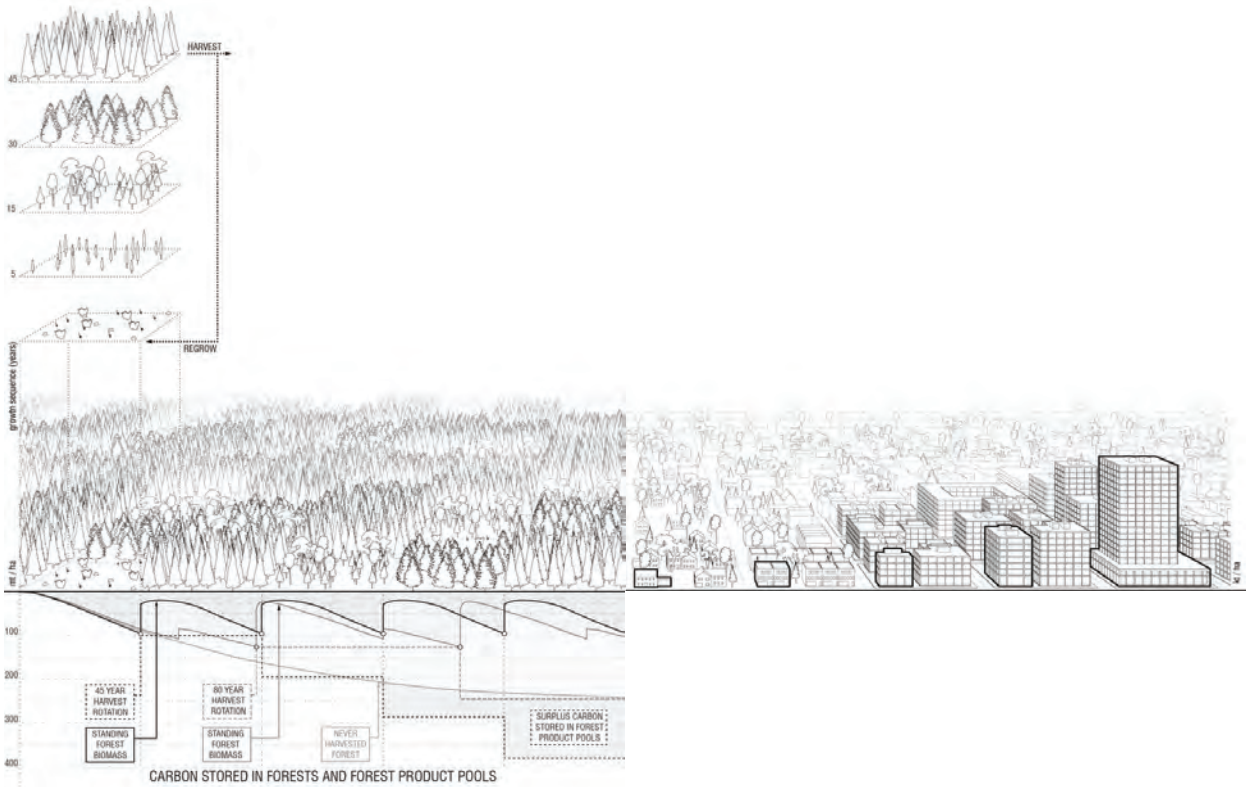 HARVEST
45
30
15
5
REGROW
growth sequence (years)
mt / ha
100
200
300
400
45 YEAR
HARVEST
ROTATION
80 YEAR
HARVEST
ROTATION
STANDING
FOREST
BIOMASS
STANDING
FOREST
BIOMASS
NEVER
HARVESTED
FOREST
SURPLUS CARBON
STORED IN FOREST
PRODUCT POOLS
CARBON STORED IN FORESTS AND FOREST PRODUCT POOLS